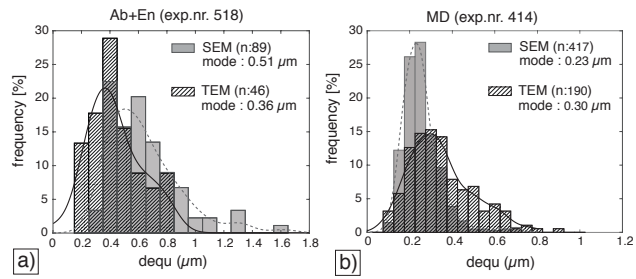 Ab+En (exp.nr. 518)
30
25
20
15
10
5
0
frequency [%]
SEM (n:89)
mode : 0.51 µm
TEM (n:46)
mode : 0.36 µm
0 0.2 0.4 0.6 0.8 1.0 1.2 1.4 1.6 1.8
dequ (µm)
a)
MD (exp.nr. 414)
30
25
20
15
10
5
0
frequency [%]
SEM (n:417)
mode : 0.23 µm
TEM (n:190)
mode : 0.30 µm
0 0.2 0.4 0.6 0.8 1.0 1.2
dequ (µm)
b)